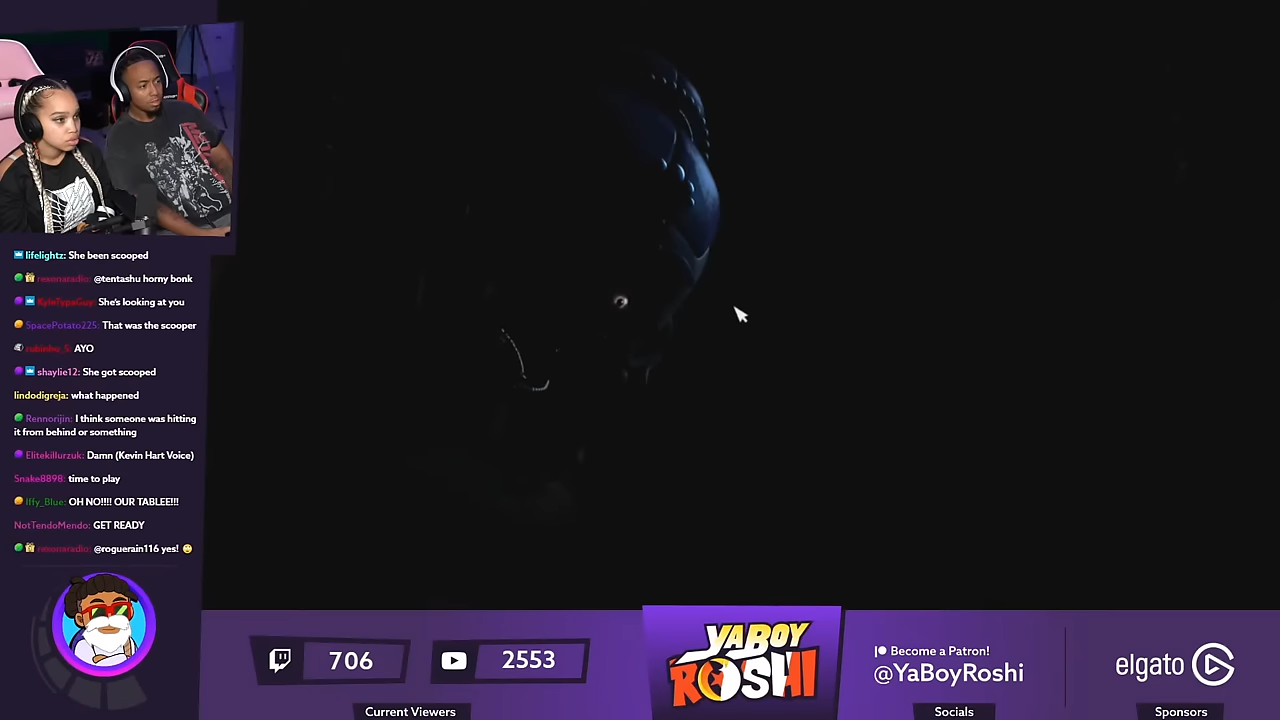 lifelightz: She been scooped
@tentashu horny bonk
KyleTypaGuy: She's looking at you
SpacePotato225: That was the scooper
AYO
shaylie12: She got scooped
lindodigreja: what happened
Rennorijin: I think someone was hitting
it from behind or something
Elitekillurzuk: Damn (Kevin Hart Voice)
Snake8898: time to play
Iffy_Blue: OH NO!!!! OUR TABLEE!!!
NotTendoMendo: GET READY
@roguerain116 yes!
706
2553
Current Viewers
YABOY
ROSHI
Become a Patron!
@YaBoyRoshi
Socials
elgato
Sponsors